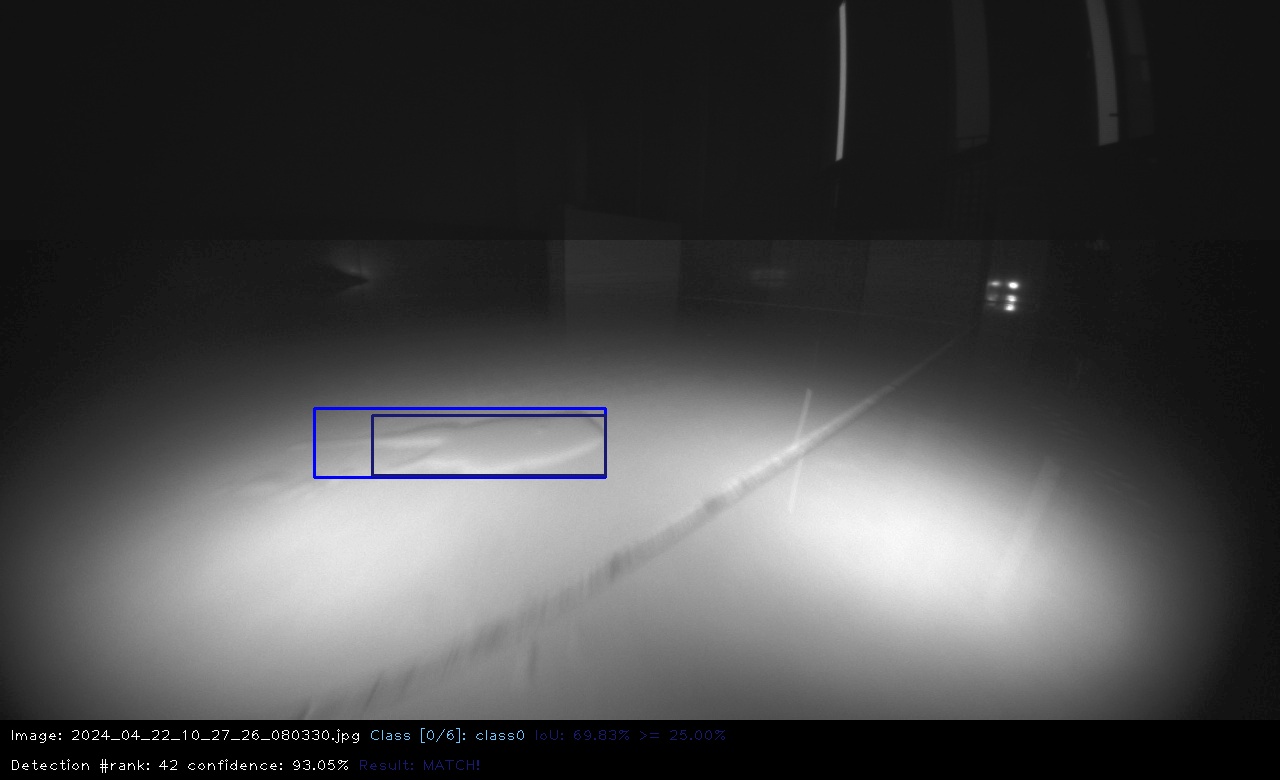 Image: 2024_04_22_10_27_26_080330.jpg Class [0/6]: class0 IoU: 69.83% >= 25.00%
Detection #rank: 42 confidence: 93.05% Result: MATCH!